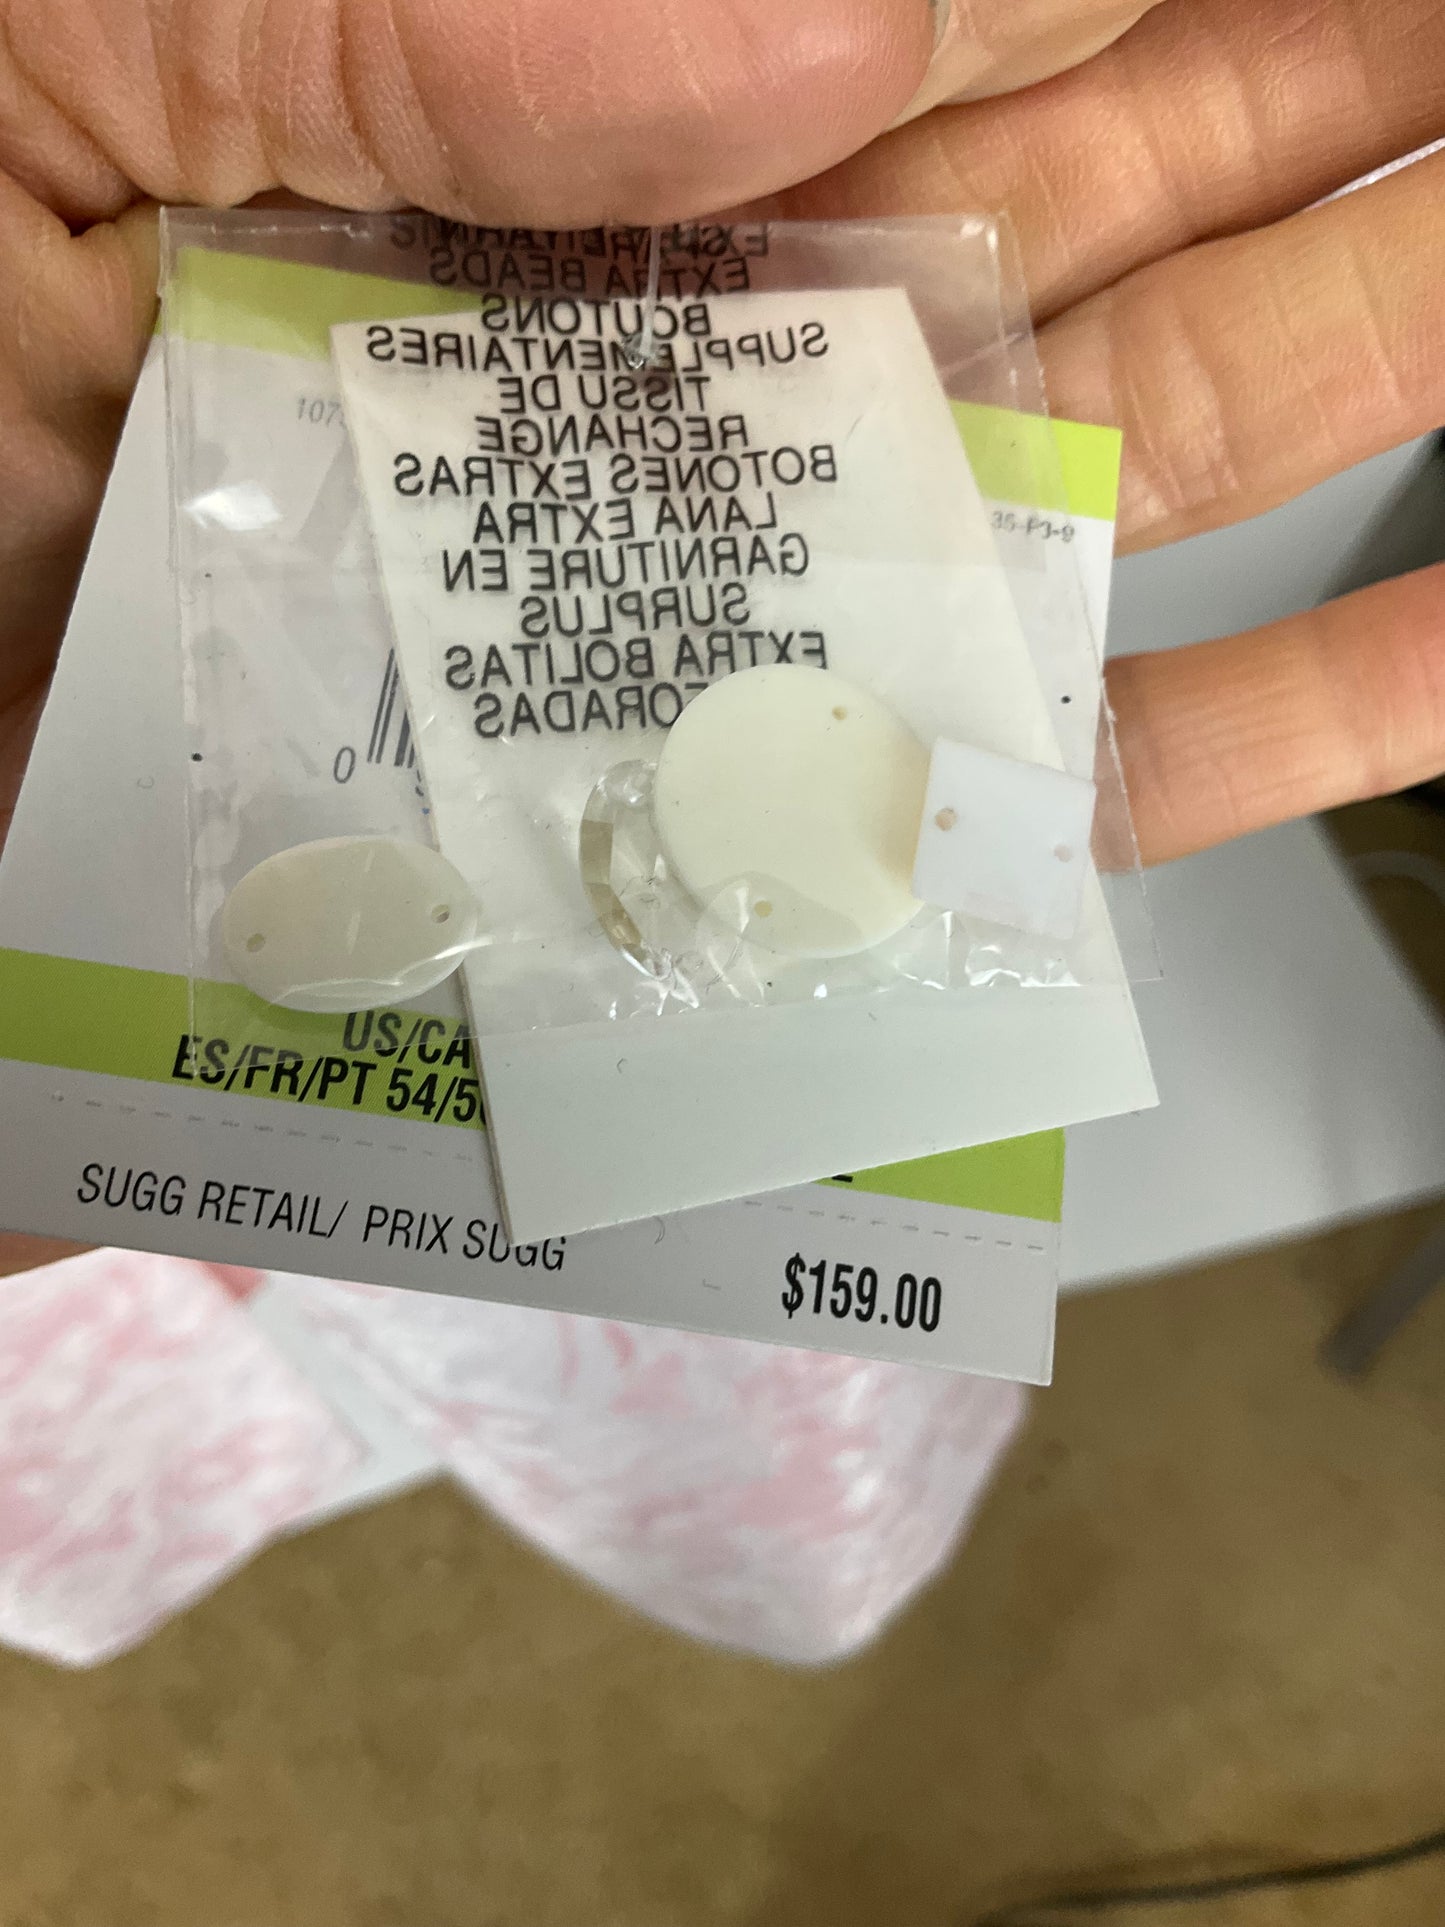 EXTRA BEADS
BOUTONS
SUPPLEMENTAIRES
TISSU DE
RECHANGE
BOTONES EXTRAS
LANA EXTRA
GARNITURE EN
SURPLUS
EXTRA BOLITAS
0
US/CA
ES/FR/PT 54/5
SUGG RETAIL/ PRIX SUGG
$159.00